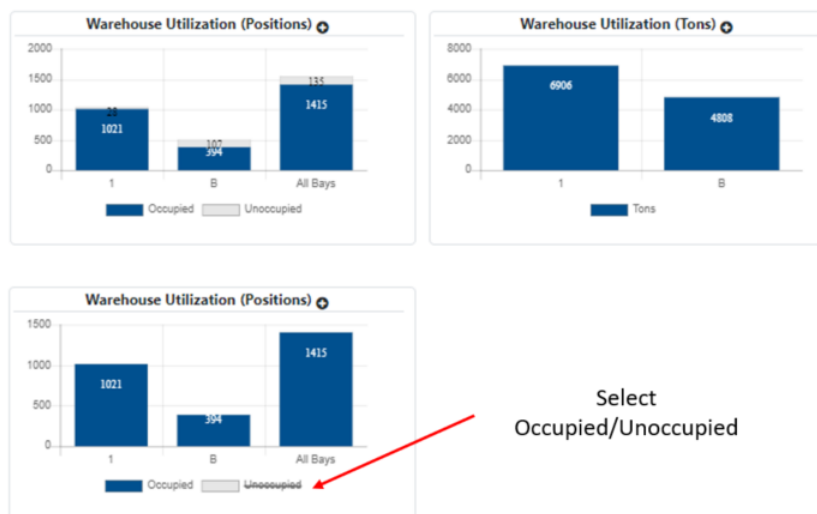 Warehouse Utilization (Positions)
2000
1500
1000
500
0
28
1021
107
394
135
1415
1
B
All Bays
Occupied
Unoccupied
Warehouse Utilization (Tons)
8000
6000
4000
2000
0
6906
4808
1
B
Tons
Warehouse Utilization (Positions)
1500
1000
500
0
1021
394
1415
1
B
All Bays
Occupied
Unoccupied
Select
Occupied/Unoccupied